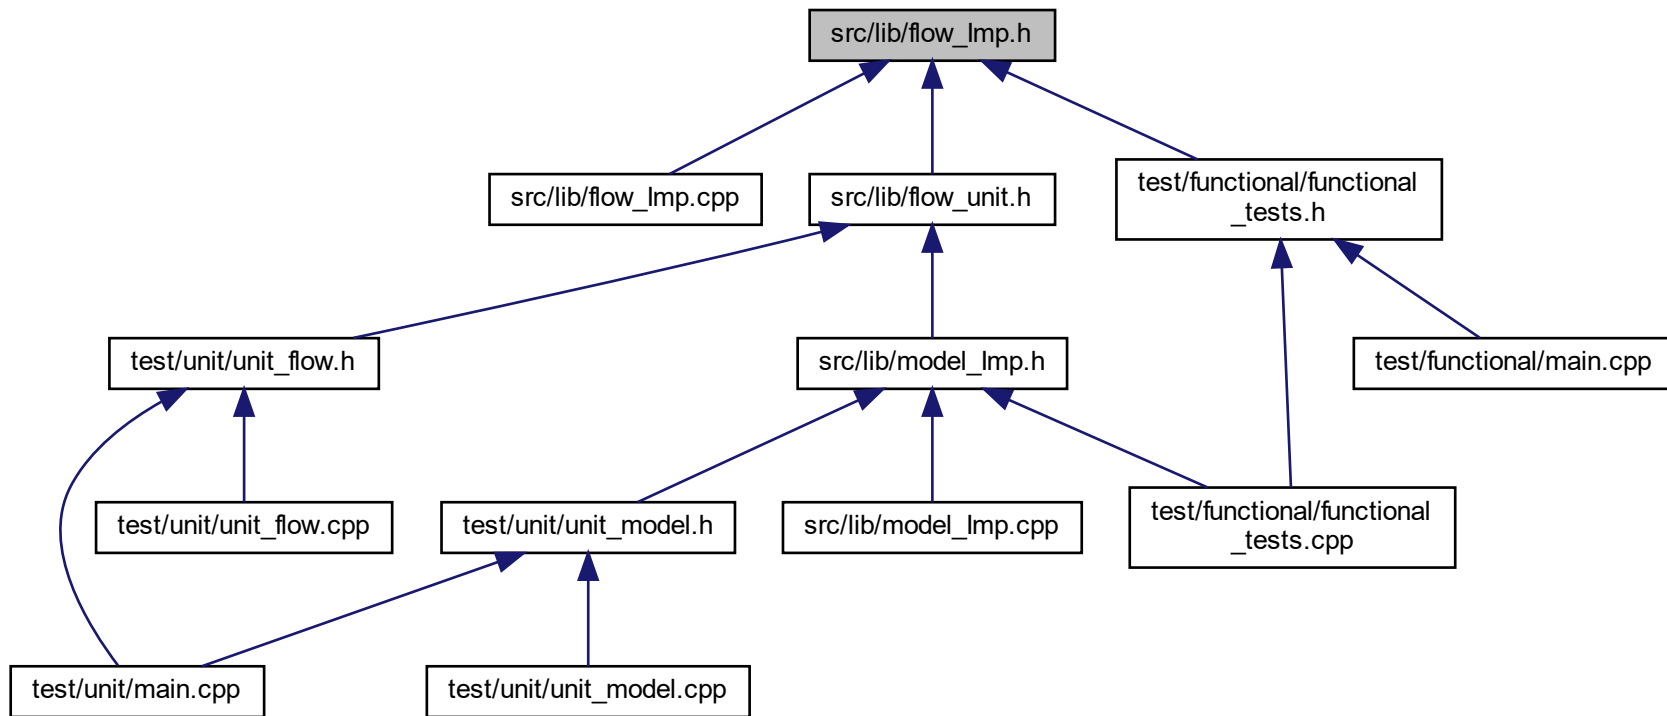 src/lib/flow_Imp.h
src/lib/flow_Imp.cpp
src/lib/flow_unit.h
test/functional/functional
_tests.h
test/unit/unit_flow.h
src/lib/model_Imp.h
test/functional/main.cpp
test/unit/unit_flow.cpp
test/unit/unit_model.h
src/lib/model_Imp.cpp
test/functional/functional
_tests.cpp
test/unit/main.cpp
test/unit/unit_model.cpp